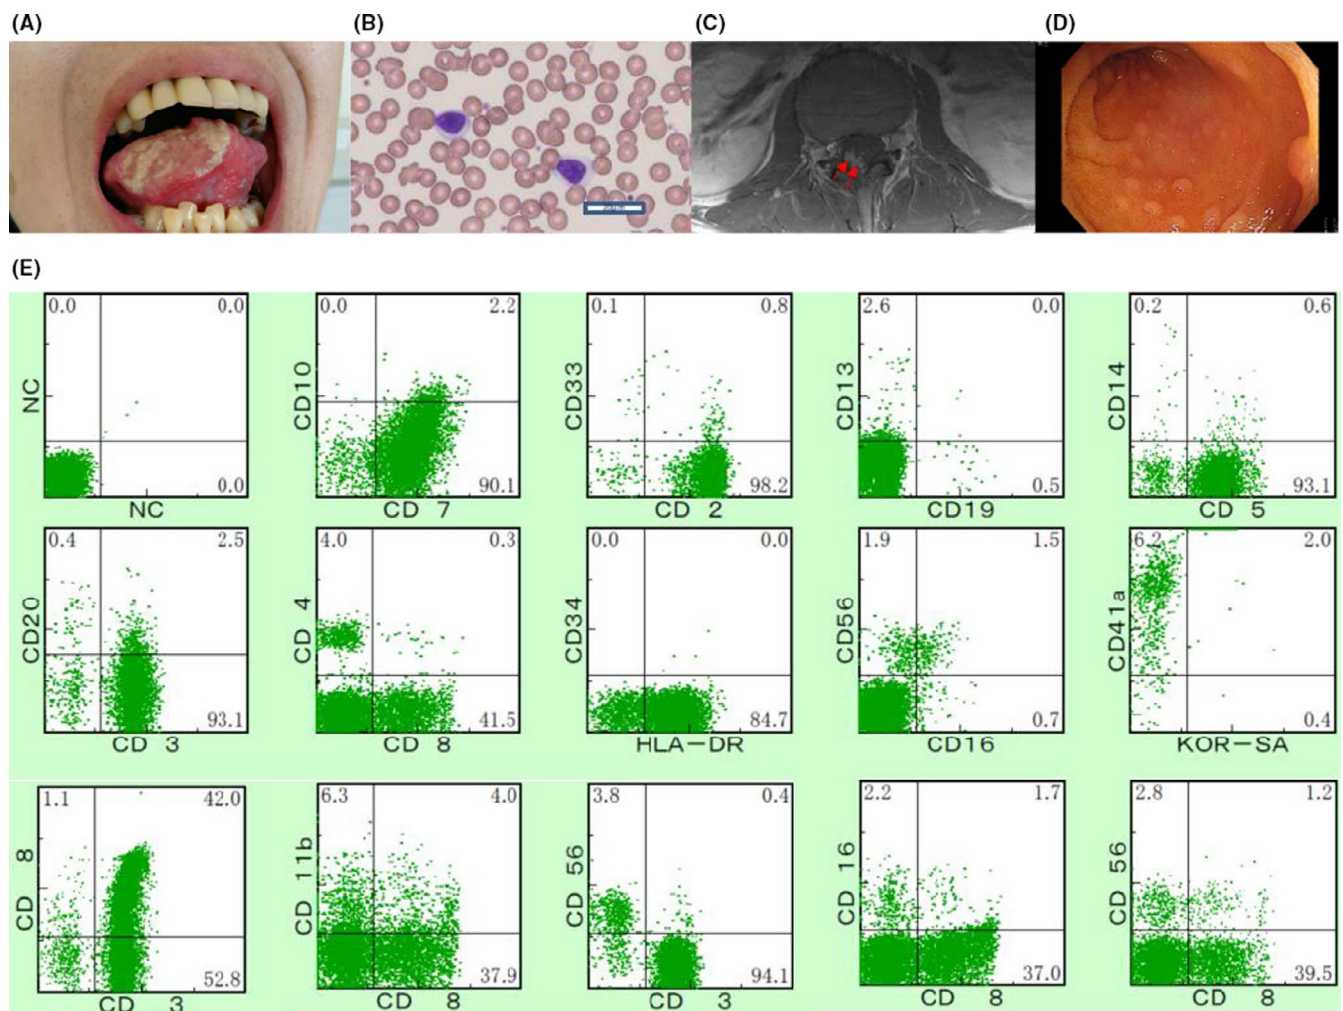 (A) (B) (C) (D)
(E)
0.0 0.0 0.0 2.2 0.1 0.8 2.6 0.0 0.2 0.6
NC CD10 CD33 CD13 CD14
0.0 90.1 98.2 0.5 93.1
NC CD 7 CD 2 CD19 CD 5
0.4 2.5 4.0 0.3 0.0 0.0 1.9 1.5 6.2 2.0
CD20 CD 4 CD34 CD56 CD41a
93.1 41.5 84.7 0.7 0.4
CD 3 CD 8 HLA-DR CD16 KOR-SA
1.1 42.0 6.3 4.0 3.8 0.4 2.2 1.7 2.8 1.2
CD 8 CD 11b CD 56 CD 16 CD 56
52.8 37.9 94.1 37.0 39.5
CD 3 CD 8 CD 3 CD 8 CD 8